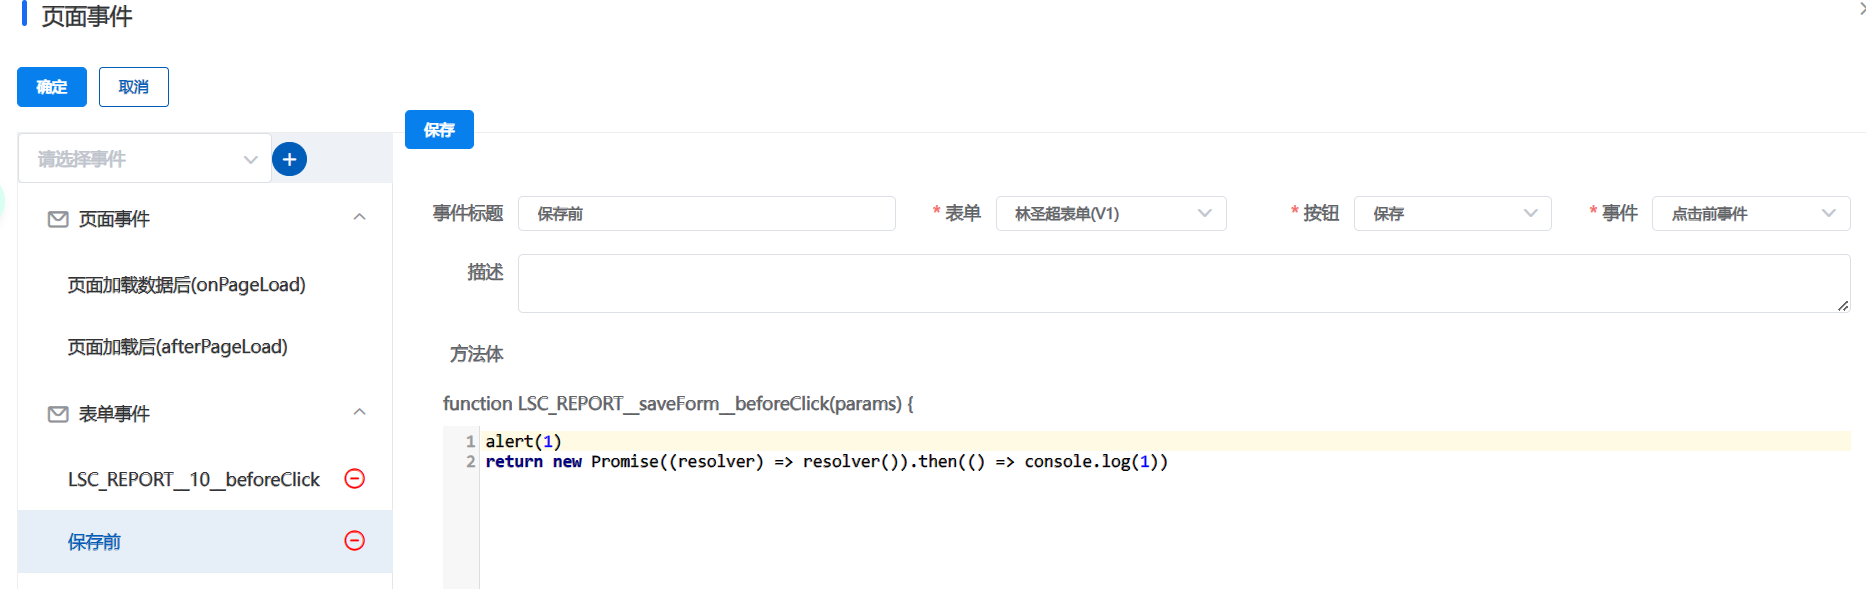 页面事件
确定 取消
保存
请选择事件
事件标题 保存前 * 表单 林圣超表单(V1) * 按钮 保存 * 事件 点击前事件
页面事件
描述
页面加载数据后(onPageLoad)
页面加载后(afterPageLoad)
方法体
表单事件
function LSC_REPORT__saveForm__beforeClick(params) {
1 alert(1)
2 return new Promise((resolver) => resolver()).then(() => console.log(1))
LSC_REPORT__10__beforeClick
保存前